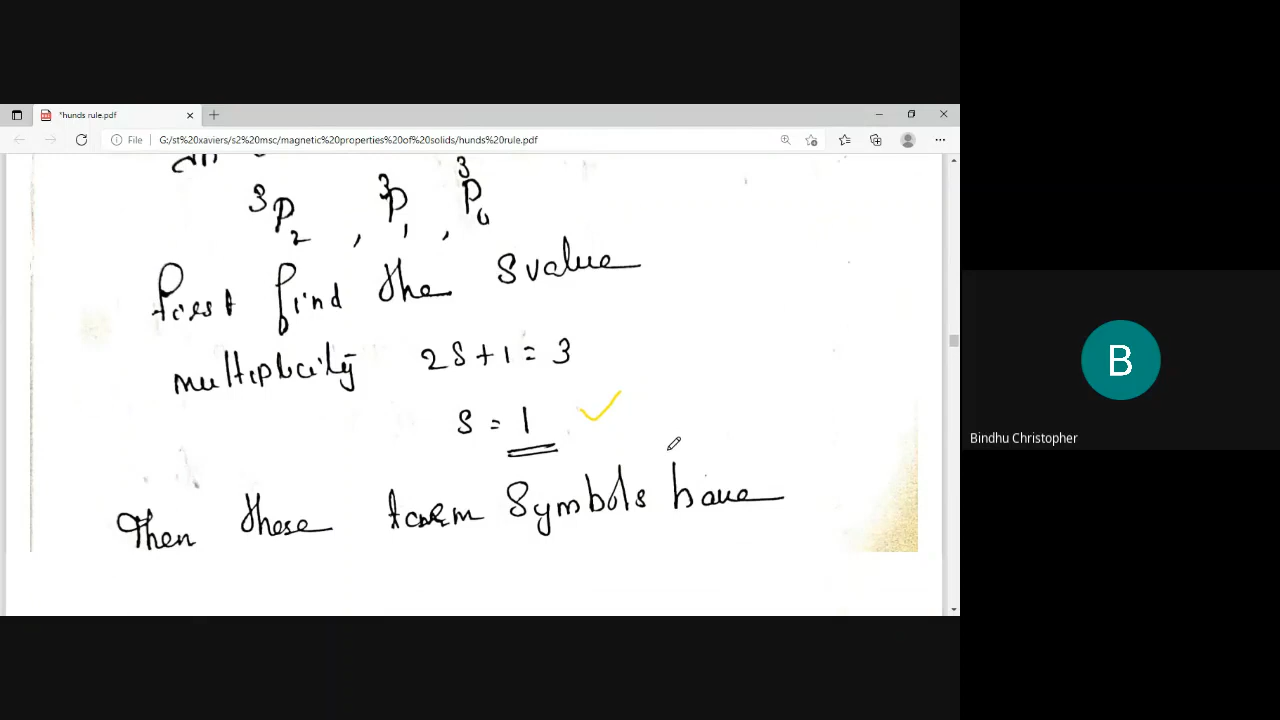 *hunds rule.pdf
File G:/st%20xaviers/s2%20msc/magnetic%20properties%20of%20solids/hunds%20rule.pdf
³P₂ , ³P₁ , ³P₀
first find the s value
multiplicity 2s+1=3
s = 1
Then these term symbols have
B
Bindhu Christopher